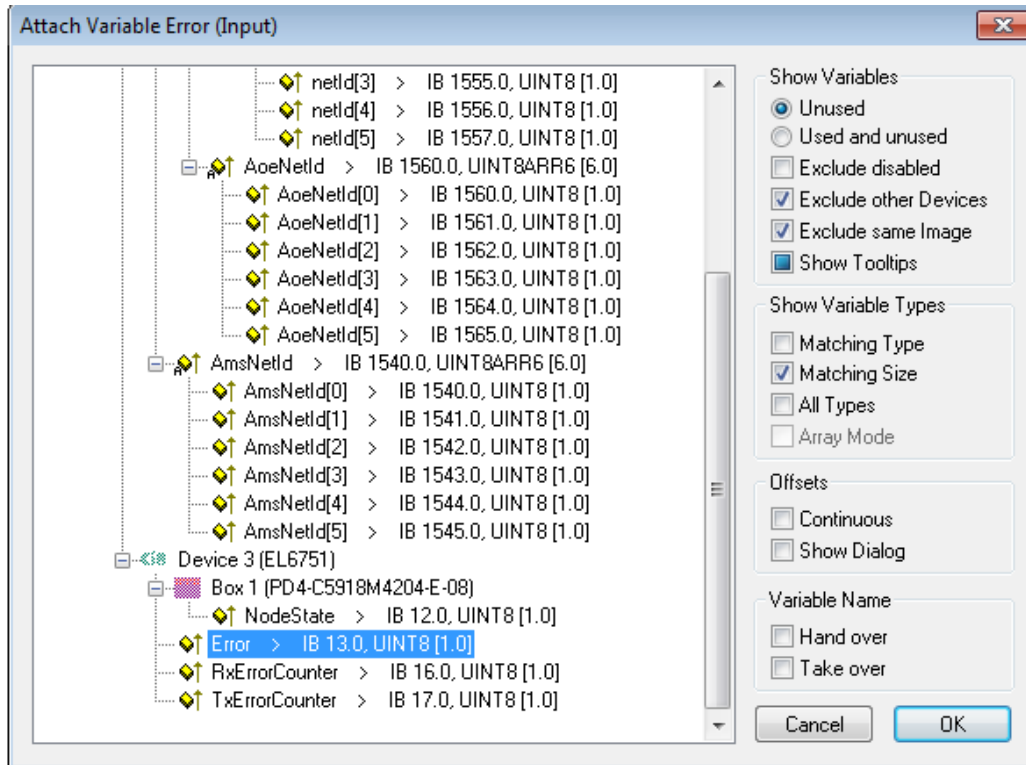 Attach Variable Error (Input)
netId[3] > IB 1555.0, UINT8 [1.0]
netId[4] > IB 1556.0, UINT8 [1.0]
netId[5] > IB 1557.0, UINT8 [1.0]
AoeNetId > IB 1560.0, UINT8ARR6 [6.0]
AoeNetId[0] > IB 1560.0, UINT8 [1.0]
AoeNetId[1] > IB 1561.0, UINT8 [1.0]
AoeNetId[2] > IB 1562.0, UINT8 [1.0]
AoeNetId[3] > IB 1563.0, UINT8 [1.0]
AoeNetId[4] > IB 1564.0, UINT8 [1.0]
AoeNetId[5] > IB 1565.0, UINT8 [1.0]
AmsNetId > IB 1540.0, UINT8ARR6 [6.0]
AmsNetId[0] > IB 1540.0, UINT8 [1.0]
AmsNetId[1] > IB 1541.0, UINT8 [1.0]
AmsNetId[2] > IB 1542.0, UINT8 [1.0]
AmsNetId[3] > IB 1543.0, UINT8 [1.0]
AmsNetId[4] > IB 1544.0, UINT8 [1.0]
AmsNetId[5] > IB 1545.0, UINT8 [1.0]
Device 3 (EL6751)
Box 1 (PD4-C5918M4204-E-08)
NodeState > IB 12.0, UINT8 [1.0]
Error > IB 13.0, UINT8 [1.0]
RxErrorCounter > IB 16.0, UINT8 [1.0]
TxErrorCounter > IB 17.0, UINT8 [1.0]
Show Variables
Unused
Used and unused
Exclude disabled
Exclude other Devices
Exclude same Image
Show Tooltips
Show Variable Types
Matching Type
Matching Size
All Types
Array Mode
Offsets
Continuous
Show Dialog
Variable Name
Hand over
Take over
Cancel
OK